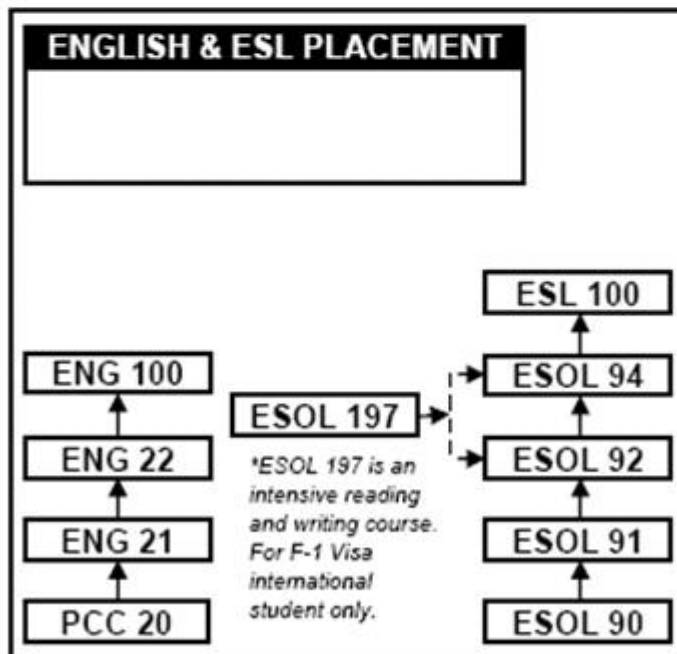 ENGLISH & ESL PLACEMENT
ESL 100
ENG 100
ESOL 94
ESOL 197
ENG 22
ESOL 92
*ESOL 197 is an
intensive reading
and writing course.
For F-1 Visa
international
student only.
ENG 21
ESOL 91
PCC 20
ESOL 90